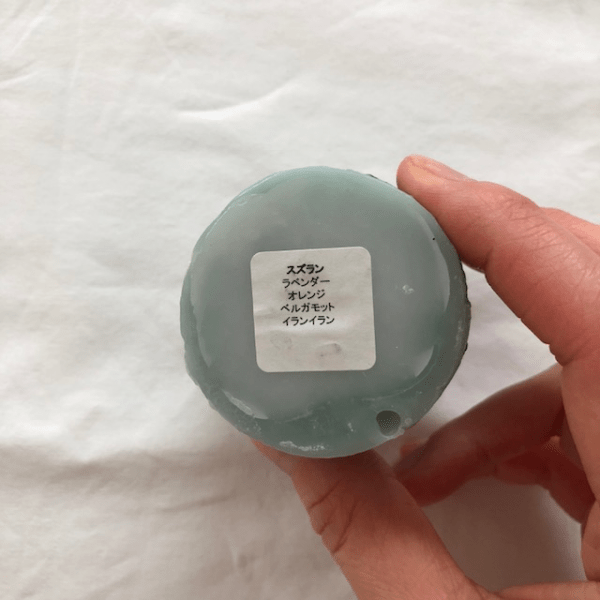 スズラン
ラベンダー
オレンジ
ベルガモット
イランイラン